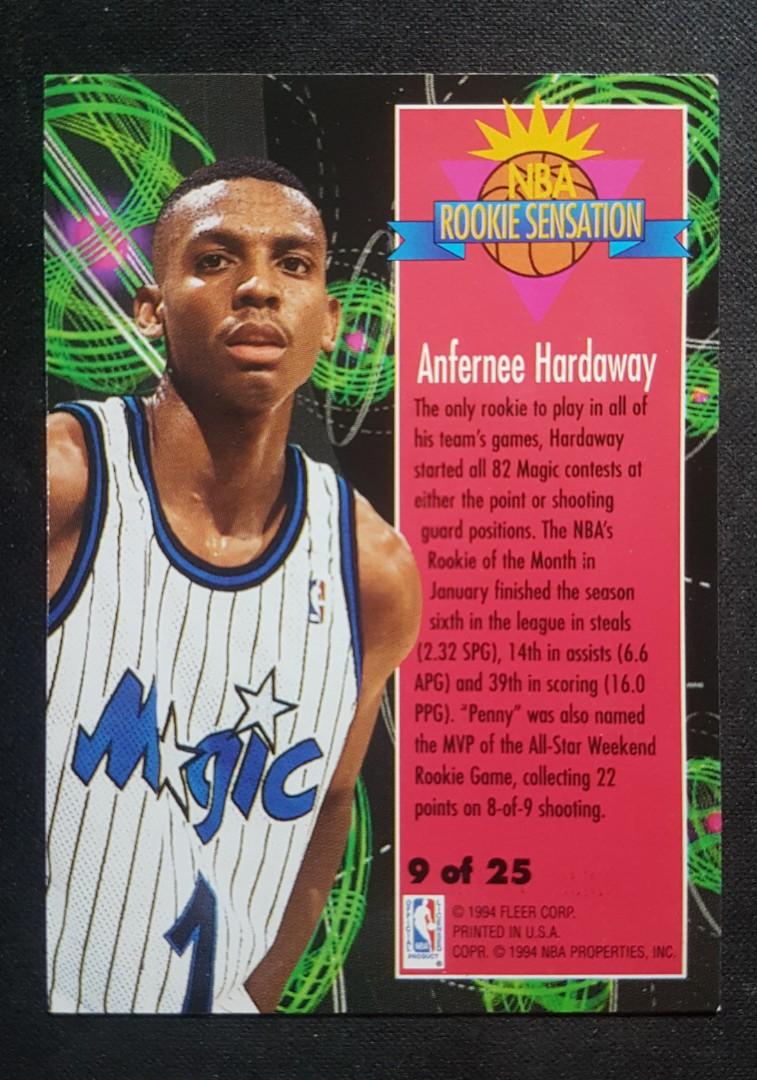 NBA
ROOKIE SENSATION
Anfernee Hardaway
The only rookie to play in all of
his team's games, Hardaway
started all 82 Magic contests at
either the point or shooting
guard positions. The NBA's
Rookie of the Month in
January finished the season
sixth in the league in steals
(2.32 SPG), 14th in assists (6.6
APG) and 39th in scoring (16.0
PPG). "Penny" was also named
the MVP of the All-Star Weekend
Rookie Game, collecting 22
points on 8-of-9 shooting.
9 of 25
OFFICIAL LICENSED
NBA
PRODUCT ®
© 1994 FLEER CORP.
PRINTED IN U.S.A.
COPR. © 1994 NBA PROPERTIES, INC.
Magic
1